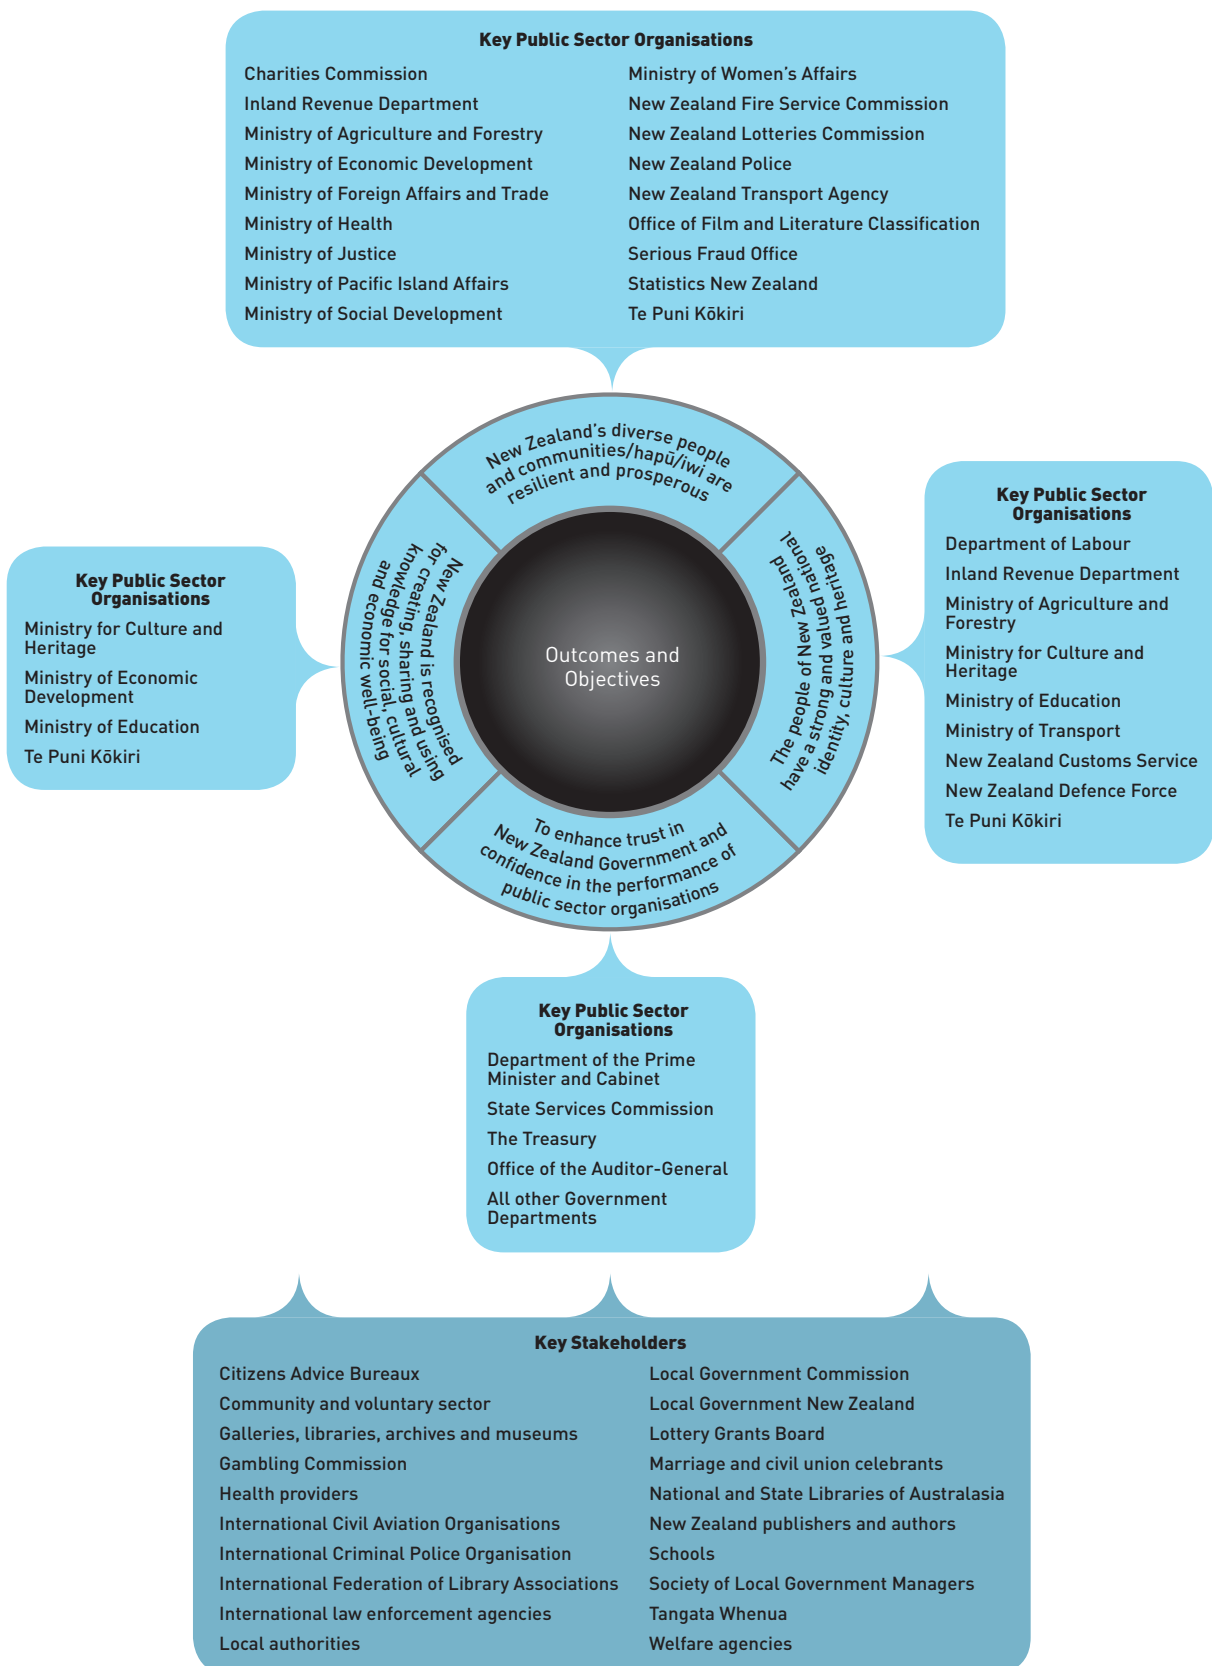 Key Public Sector Organisations
Charities Commission
Inland Revenue Department
Ministry of Agriculture and Forestry
Ministry of Economic Development
Ministry of Foreign Affairs and Trade
Ministry of Health
Ministry of Justice
Ministry of Pacific Island Affairs
Ministry of Social Development
Ministry of Women's Affairs
New Zealand Fire Service Commission
New Zealand Lotteries Commission
New Zealand Police
New Zealand Transport Agency
Office of Film and Literature Classification
Serious Fraud Office
Statistics New Zealand
Te Puni Kōkiri
New Zealand's diverse people
and communities/hapū/iwi are
resilient and prosperous
Key Public Sector
Organisations
Ministry for Culture and
Heritage
Ministry of Economic
Development
Ministry of Education
Te Puni Kōkiri
New Zealand is recognised
for creating, sharing and using
knowledge for social, cultural
and economic well-being
Outcomes and
Objectives
The people of New Zealand
have a strong and valued national
identity, culture and heritage
Key Public Sector
Organisations
Department of Labour
Inland Revenue Department
Ministry of Agriculture and
Forestry
Ministry for Culture and
Heritage
Ministry of Education
Ministry of Transport
New Zealand Customs Service
New Zealand Defence Force
Te Puni Kōkiri
To enhance trust in
New Zealand Government and
confidence in the performance of
public sector organisations
Key Public Sector
Organisations
Department of the Prime
Minister and Cabinet
State Services Commission
The Treasury
Office of the Auditor-General
All other Government
Departments
Key Stakeholders
Citizens Advice Bureaux
Community and voluntary sector
Galleries, libraries, archives and museums
Gambling Commission
Health providers
International Civil Aviation Organisations
International Criminal Police Organisation
International Federation of Library Associations
International law enforcement agencies
Local authorities
Local Government Commission
Local Government New Zealand
Lottery Grants Board
Marriage and civil union celebrants
National and State Libraries of Australasia
New Zealand publishers and authors
Schools
Society of Local Government Managers
Tangata Whenua
Welfare agencies